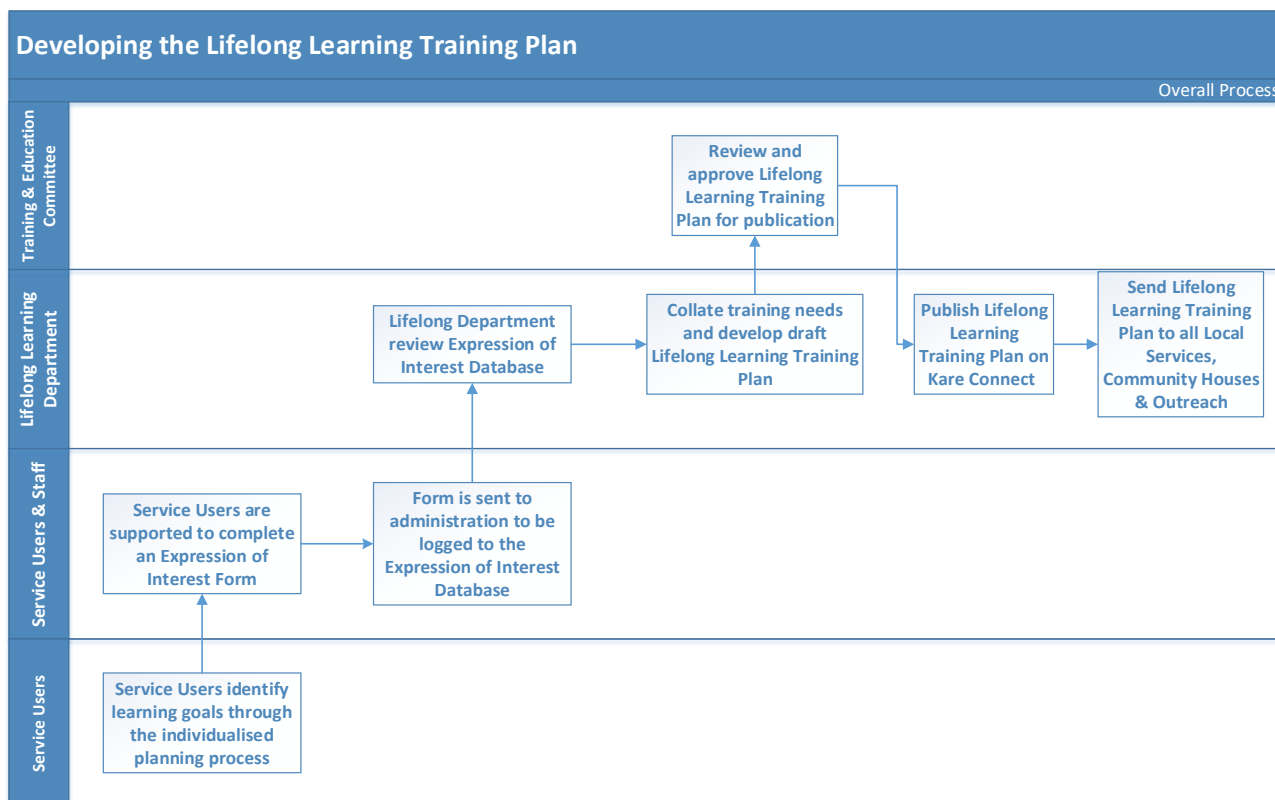 Developing the Lifelong Learning Training Plan
Overall Process
Training & Education
Committee
Review and
approve Lifelong
Learning Training
Plan for publication
Lifelong Learning
Department
Lifelong Department
review Expression of
Interest Database
Collate training needs
and develop draft
Lifelong Learning Training
Plan
Publish Lifelong
Learning
Training Plan on
Kare Connect
Send Lifelong
Learning Training
Plan to all Local
Services,
Community Houses
& Outreach
Service Users & Staff
Service Users are
supported to complete
an Expression of
Interest Form
Form is sent to
administration to be
logged to the
Expression of Interest
Database
Service Users
Service Users identify
learning goals through
the individualised
planning process